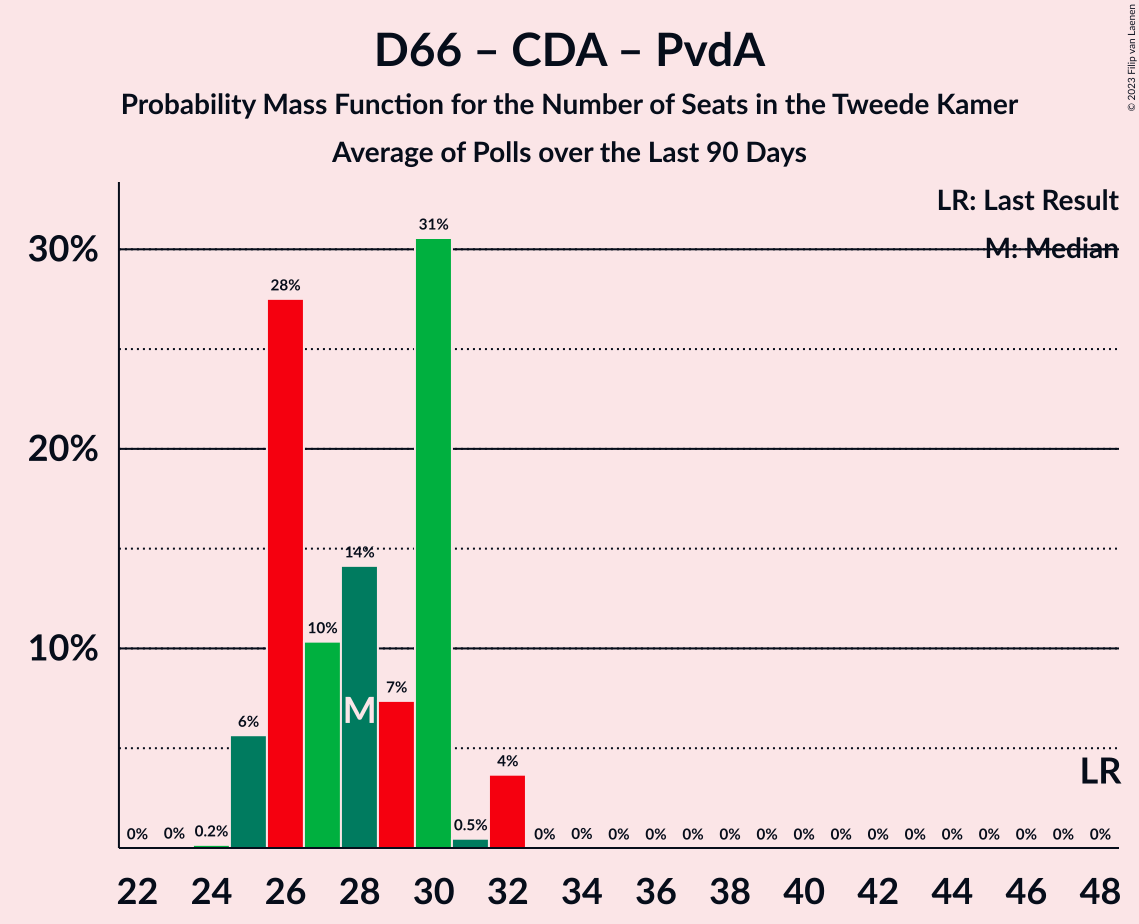 D66 – CDA – PvdA
Probability Mass Function for the Number of Seats in the Tweede Kamer
Average of Polls over the Last 90 Days
© 2023 Filip van Laenen
LR: Last Result
M: Median
30%
20%
10%
0% 0% 0.2% 6% 28% 10% 14% 7% 31% 0.5% 4% 0% 0% 0% 0% 0% 0% 0% 0% 0% 0% 0% 0% 0% 0% 0% 0%
M
LR
22 24 26 28 30 32 34 36 38 40 42 44 46 48